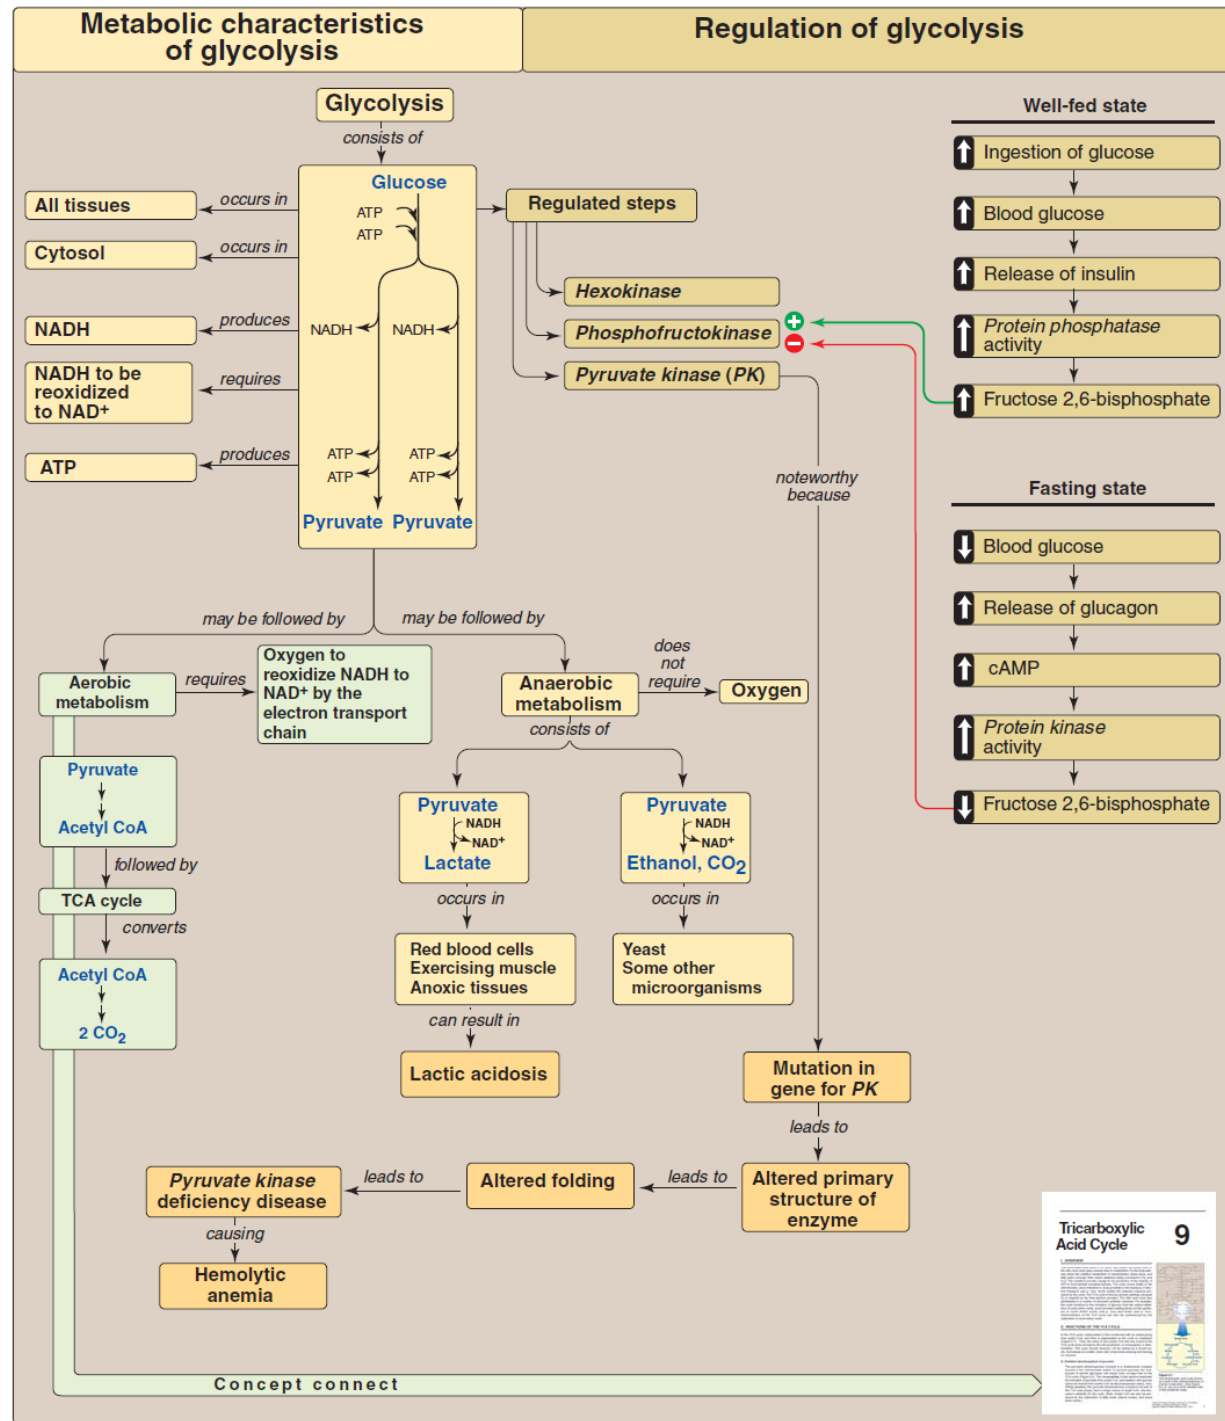 Metabolic characteristics
of glycolysis
Regulation of glycolysis
Glycolysis
consists of
Glucose
ATP
ATP
NADH
NADH
ATP
ATP
ATP
ATP
Pyruvate
Pyruvate
All tissues
occurs in
Cytosol
occurs in
NADH
produces
NADH to be
reoxidized
to NAD+
requires
ATP
produces
Regulated steps
Hexokinase
Phosphofructokinase
+
−
Pyruvate kinase (PK)
noteworthy
because
Well-fed state
Ingestion of glucose
Blood glucose
Release of insulin
Protein phosphatase
activity
Fructose 2,6-bisphosphate
Fasting state
Blood glucose
Release of glucagon
cAMP
Protein kinase
activity
Fructose 2,6-bisphosphate
may be followed by
may be followed by
Aerobic
metabolism
requires
Oxygen to
reoxidize NADH to
NAD+ by the
electron transport
chain
Anaerobic
metabolism
does
not
require
Oxygen
consists of
Pyruvate
Acetyl CoA
followed by
TCA cycle
converts
Acetyl CoA
2 CO2
Pyruvate
NADH
NAD+
Lactate
occurs in
Red blood cells
Exercising muscle
Anoxic tissues
can result in
Lactic acidosis
Pyruvate
NADH
NAD+
Ethanol, CO2
occurs in
Yeast
Some other
microorganisms
Mutation in
gene for PK
leads to
Altered primary
structure of
enzyme
leads to
Altered folding
leads to
Pyruvate kinase
deficiency disease
causing
Hemolytic
anemia
Concept connect
Tricarboxylic
Acid Cycle
9